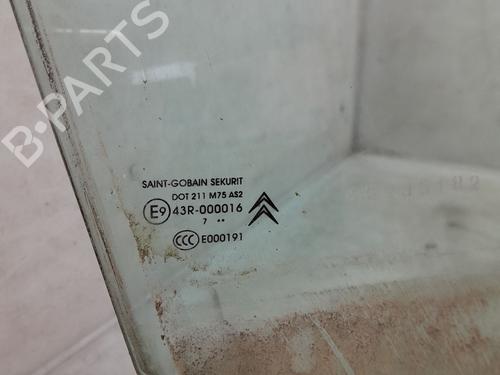 B-PARTS
SAINT-GOBAIN SEKURIT
DOT 211 M75 AS2
E9 43R-000016
7 **
CCC E000191